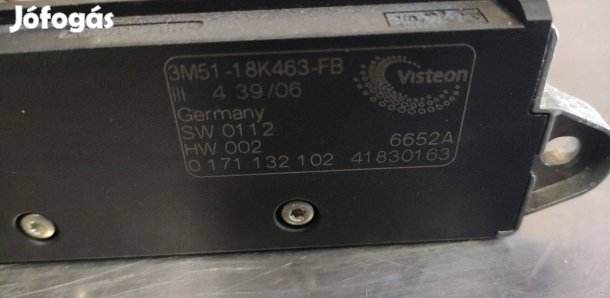 Jófogás
3M51-18K463-FB
Visteon
III 4 39/06
Germany
SW 0112
HW 002
6652A
0 171 132 102 41830163